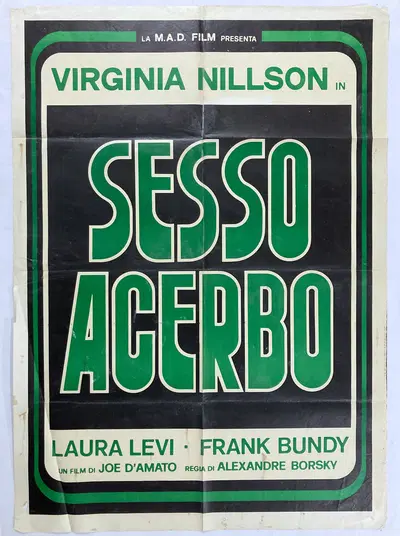 LA M.A.D. FILM PRESENTA
VIRGINIA NILLSON IN
SESSO
ACERBO
LAURA LEVI · FRANK BUNDY
UN FILM DI JOE D'AMATO REGIA DI ALEXANDRE BORSKY